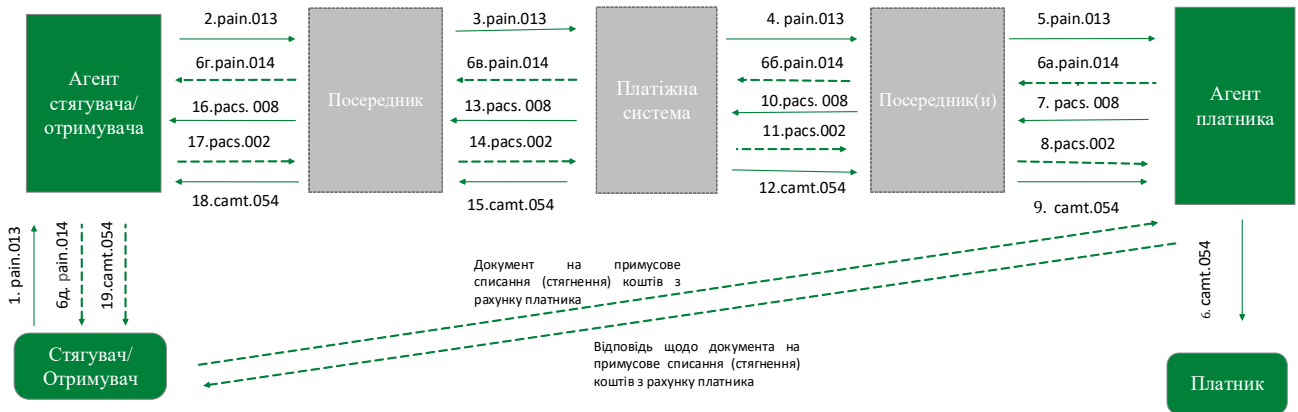 2.pain.013
3.pain.013
4. pain.013
5.pain.013
6г.pain.014
6в.pain.014
6б.pain.014
6а.pain.014
Агент
стягувача/
отримувача
Посередник
Платіжна
система
Посередник(и)
Агент
платника
16.pacs. 008
13.pacs. 008
10.pacs. 008
7. pacs. 008
17.pacs.002
14.pacs.002
11.pacs.002
8.pacs.002
18.camt.054
15.camt.054
12.camt.054
9. camt.054
1. pain.013
6д. pain.014
19.camt.054
6. camt.054
Документ на примусове
списання (стягнення) коштів з
рахунку платника
Відповідь щодо документа на
примусове списання (стягнення)
коштів з рахунку платника
Стягувач/
Отримувач
Платник